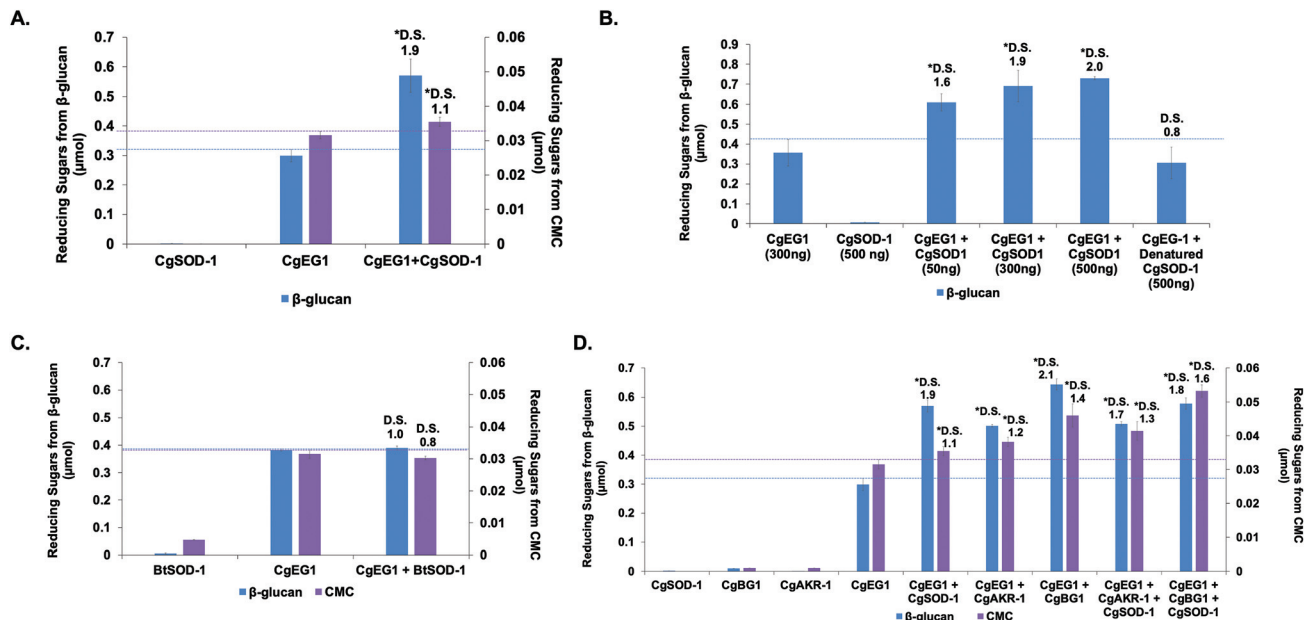 A.
Reducing Sugars from β-glucan
(µmol)
0.7
0.6
0.5
0.4
0.3
0.2
0.1
0
*D.S.
1.9
*D.S.
1.1
0.06
0.05
0.04
0.03
0.02
0.01
0
Reducing Sugars from CMC
(µmol)
CgSOD-1
CgEG1
CgEG1+CgSOD-1
β-glucan
B.
Reducing Sugars from β-glucan
(µmol)
0.9
0.8
0.7
0.6
0.5
0.4
0.3
0.2
0.1
0
*D.S.
1.6
*D.S.
1.9
*D.S.
2.0
D.S.
0.8
CgEG1
(300ng)
CgSOD-1
(500 ng)
CgEG1 +
CgSOD1
(50ng)
CgEG1 +
CgSOD1
(300ng)
CgEG1 +
CgSOD1
(500ng)
CgEG-1 +
Denatured
CgSOD-1
(500ng)
β-glucan
C.
Reducing Sugars from β-glucan
(µmol)
0.7
0.6
0.5
0.4
0.3
0.2
0.1
0
D.S.
1.0
D.S.
0.8
0.06
0.05
0.04
0.03
0.02
0.01
0
Reducing Sugars from CMC
(µmol)
BtSOD-1
CgEG1
CgEG1 + BtSOD-1
β-glucan
CMC
D.
Reducing Sugars from β-glucan
(µmol)
0.7
0.6
0.5
0.4
0.3
0.2
0.1
0
*D.S.
1.9
*D.S.
1.1
*D.S.
*D.S.
1.2
*D.S.
2.1
*D.S.
1.4
*D.S.
1.7
*D.S.
1.3
*D.S.
1.8
*D.S.
1.6
0.06
0.05
0.04
0.03
0.02
0.01
0
Reducing Sugars from CMC
(µmol)
CgSOD-1
CgBG1
CgAKR-1
CgEG1
CgEG1 +
CgSOD-1
CgEG1 +
CgAKR-1
CgEG1 +
CgBG1
CgEG1 +
CgAKR-1 +
CgSOD-1
CgEG1 +
CgBG1 +
CgSOD-1
β-glucan
CMC